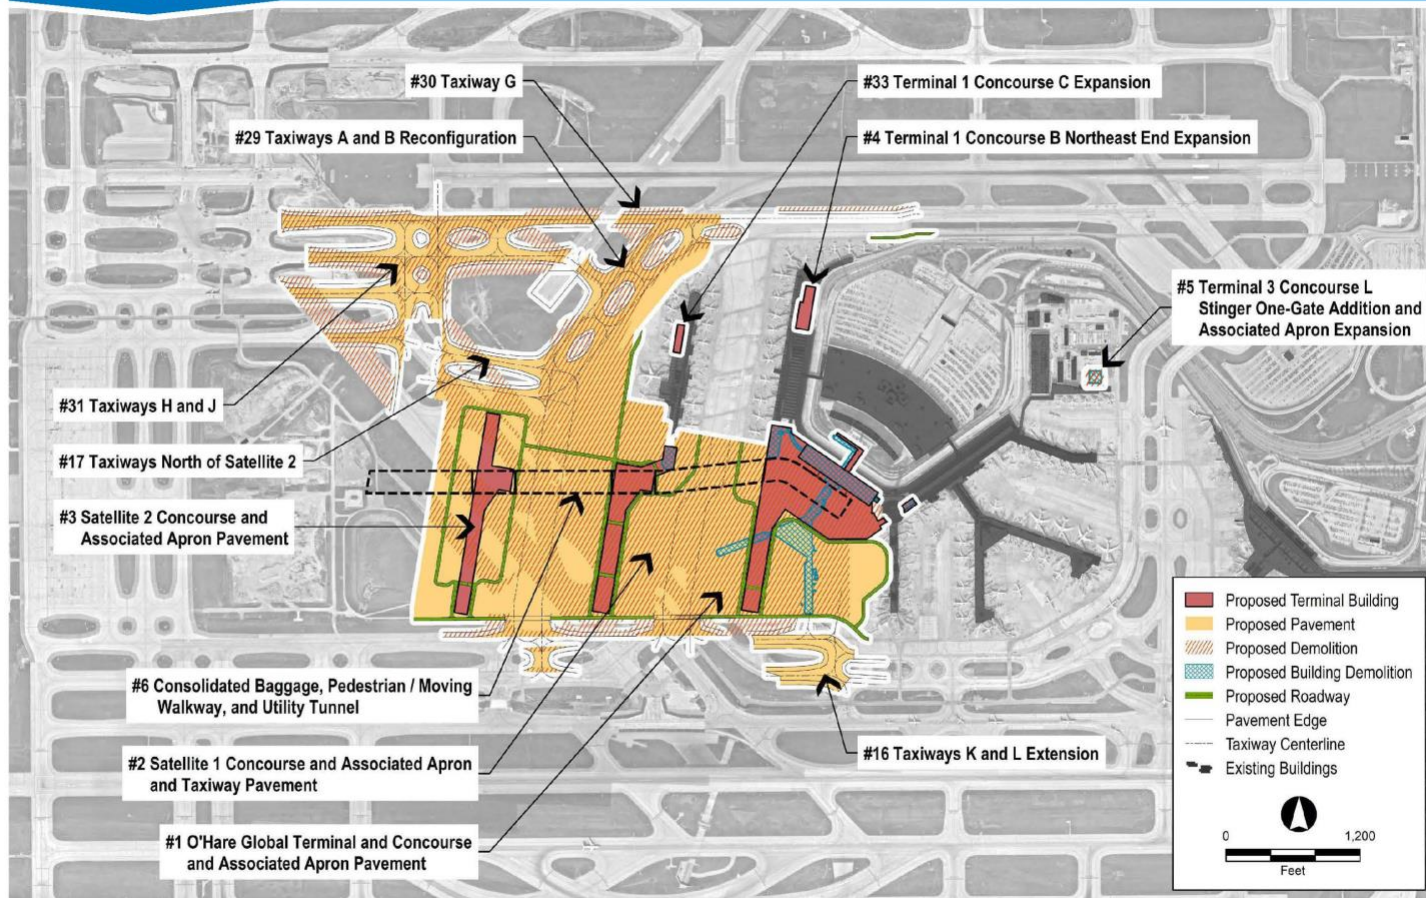 #30 Taxiway G
#33 Terminal 1 Concourse C Expansion
#29 Taxiways A and B Reconfiguration
#4 Terminal 1 Concourse B Northeast End Expansion
#5 Terminal 3 Concourse L
Stinger One-Gate Addition and
Associated Apron Expansion
#31 Taxiways H and J
#17 Taxiways North of Satellite 2
#3 Satellite 2 Concourse and
Associated Apron Pavement
#6 Consolidated Baggage, Pedestrian / Moving
Walkway, and Utility Tunnel
#2 Satellite 1 Concourse and Associated Apron
and Taxiway Pavement
#16 Taxiways K and L Extension
#1 O'Hare Global Terminal and Concourse
and Associated Apron Pavement
Proposed Terminal Building
Proposed Pavement
Proposed Demolition
Proposed Building Demolition
Proposed Roadway
Pavement Edge
Taxiway Centerline
Existing Buildings
0 1,200
Feet